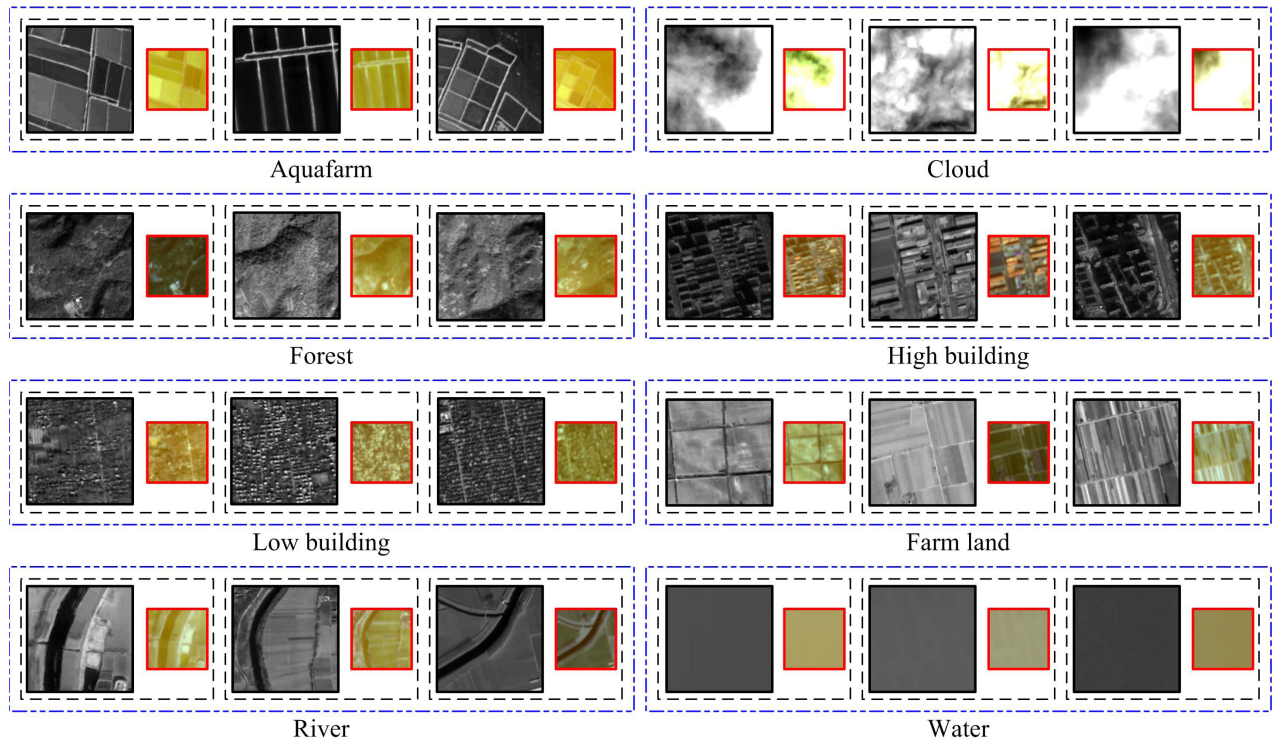 Aquafarm
Cloud
Forest
High building
Low building
Farm land
River
Water